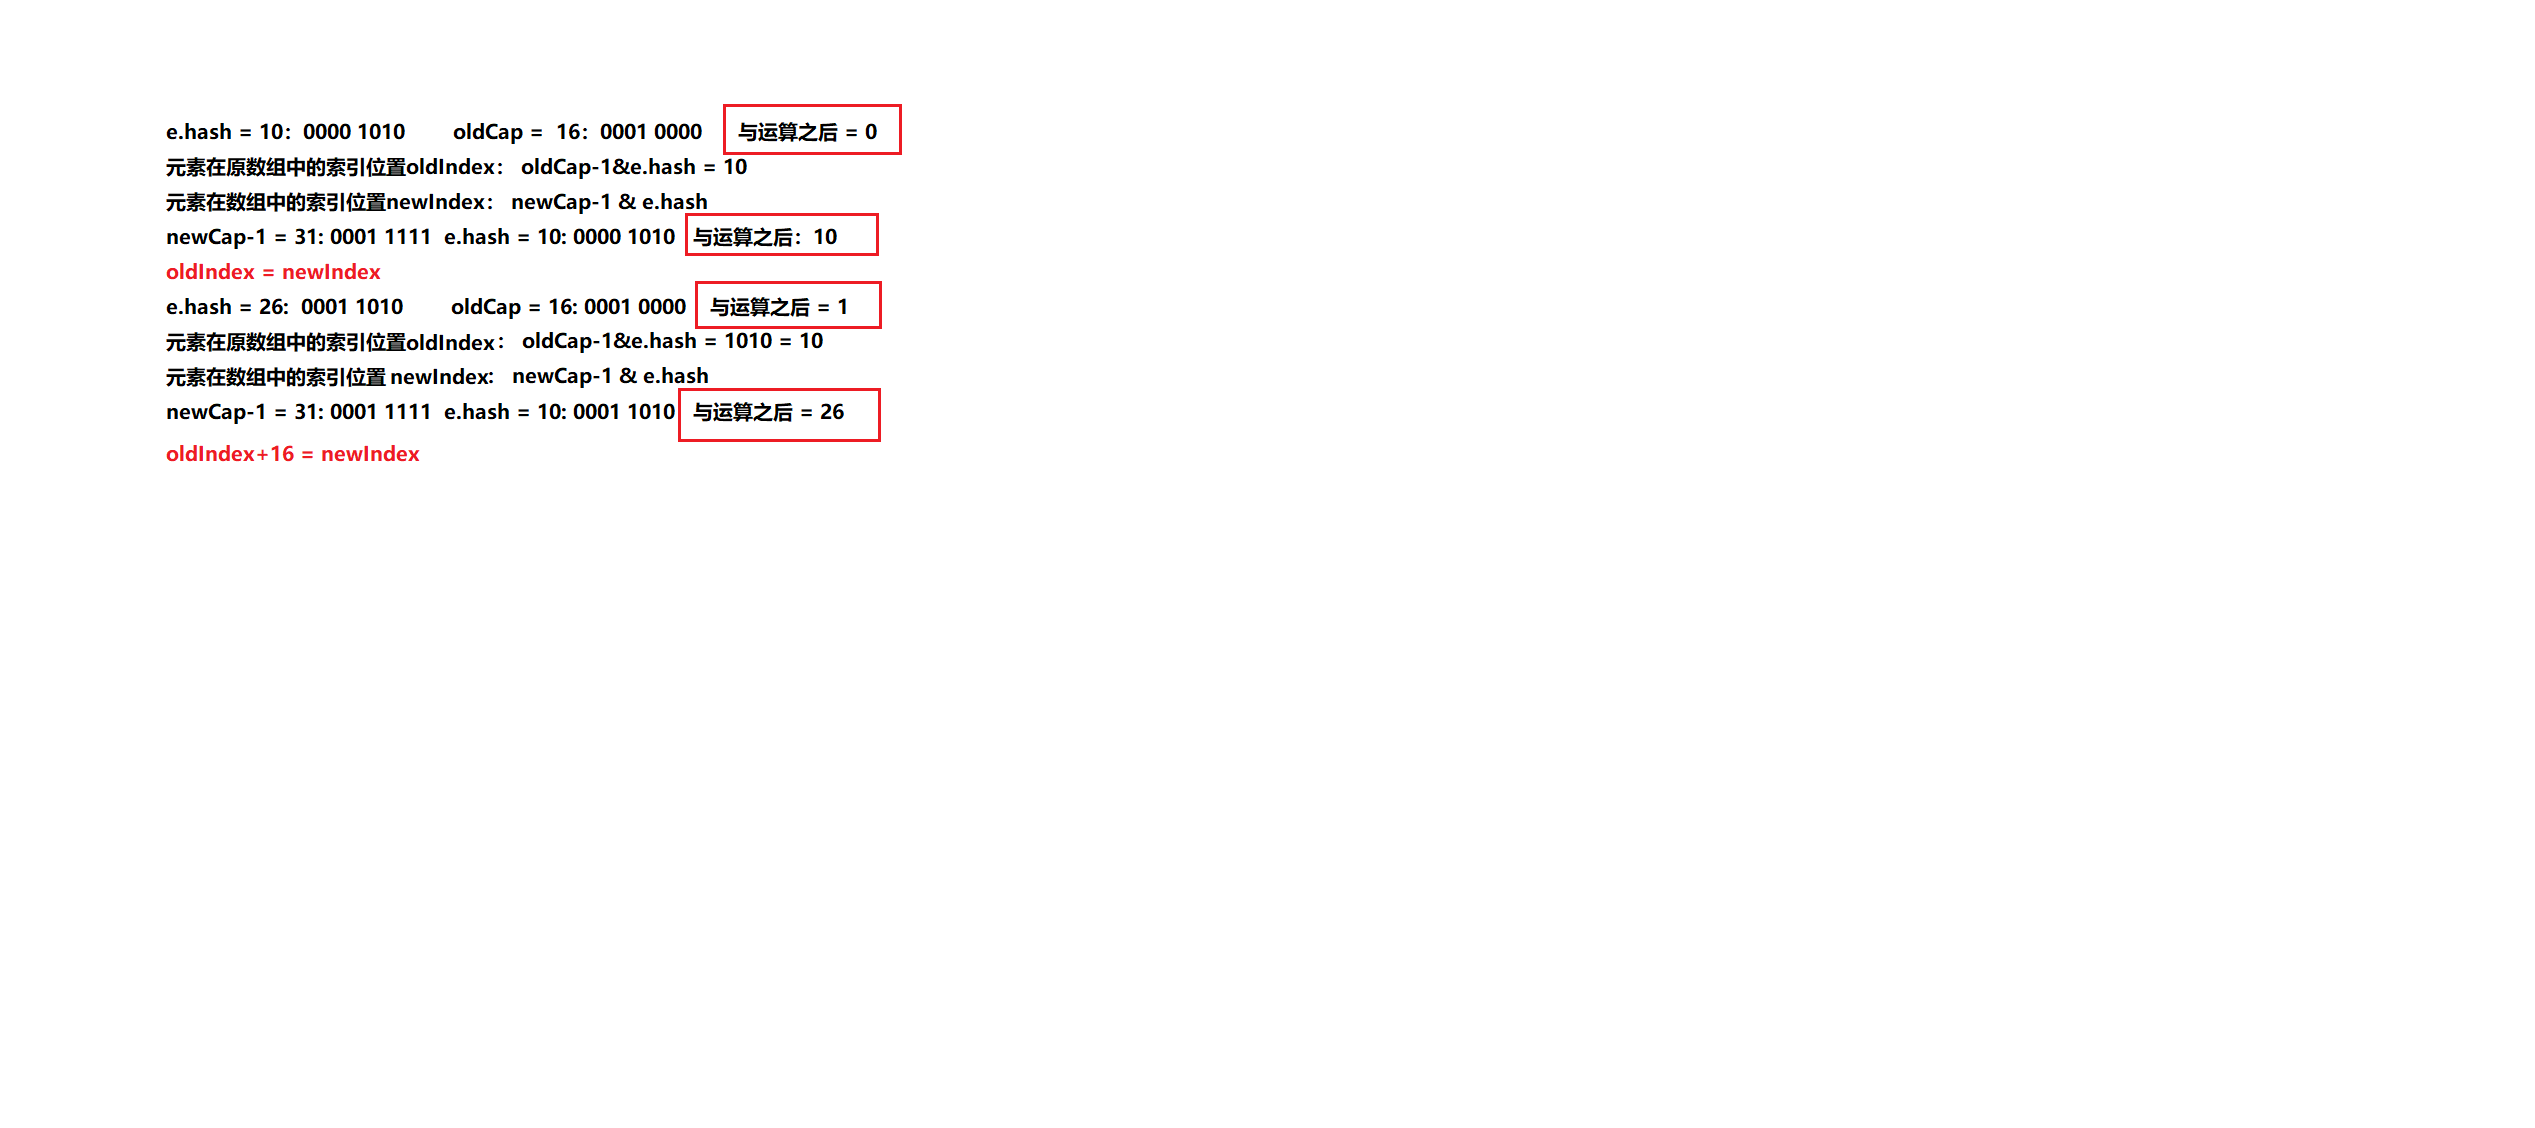 e.hash = 10：0000 1010 oldCap = 16：0001 0000 与运算之后 = 0
元素在原数组中的索引位置oldIndex： oldCap-1&e.hash = 10
元素在数组中的索引位置newIndex： newCap-1 & e.hash
newCap-1 = 31: 0001 1111 e.hash = 10: 0000 1010 与运算之后：10
oldIndex = newIndex
e.hash = 26: 0001 1010 oldCap = 16: 0001 0000 与运算之后 = 1
元素在原数组中的索引位置oldIndex： oldCap-1&e.hash = 1010 = 10
元素在数组中的索引位置 newIndex: newCap-1 & e.hash
newCap-1 = 31: 0001 1111 e.hash = 10: 0001 1010 与运算之后 = 26
oldIndex+16 = newIndex